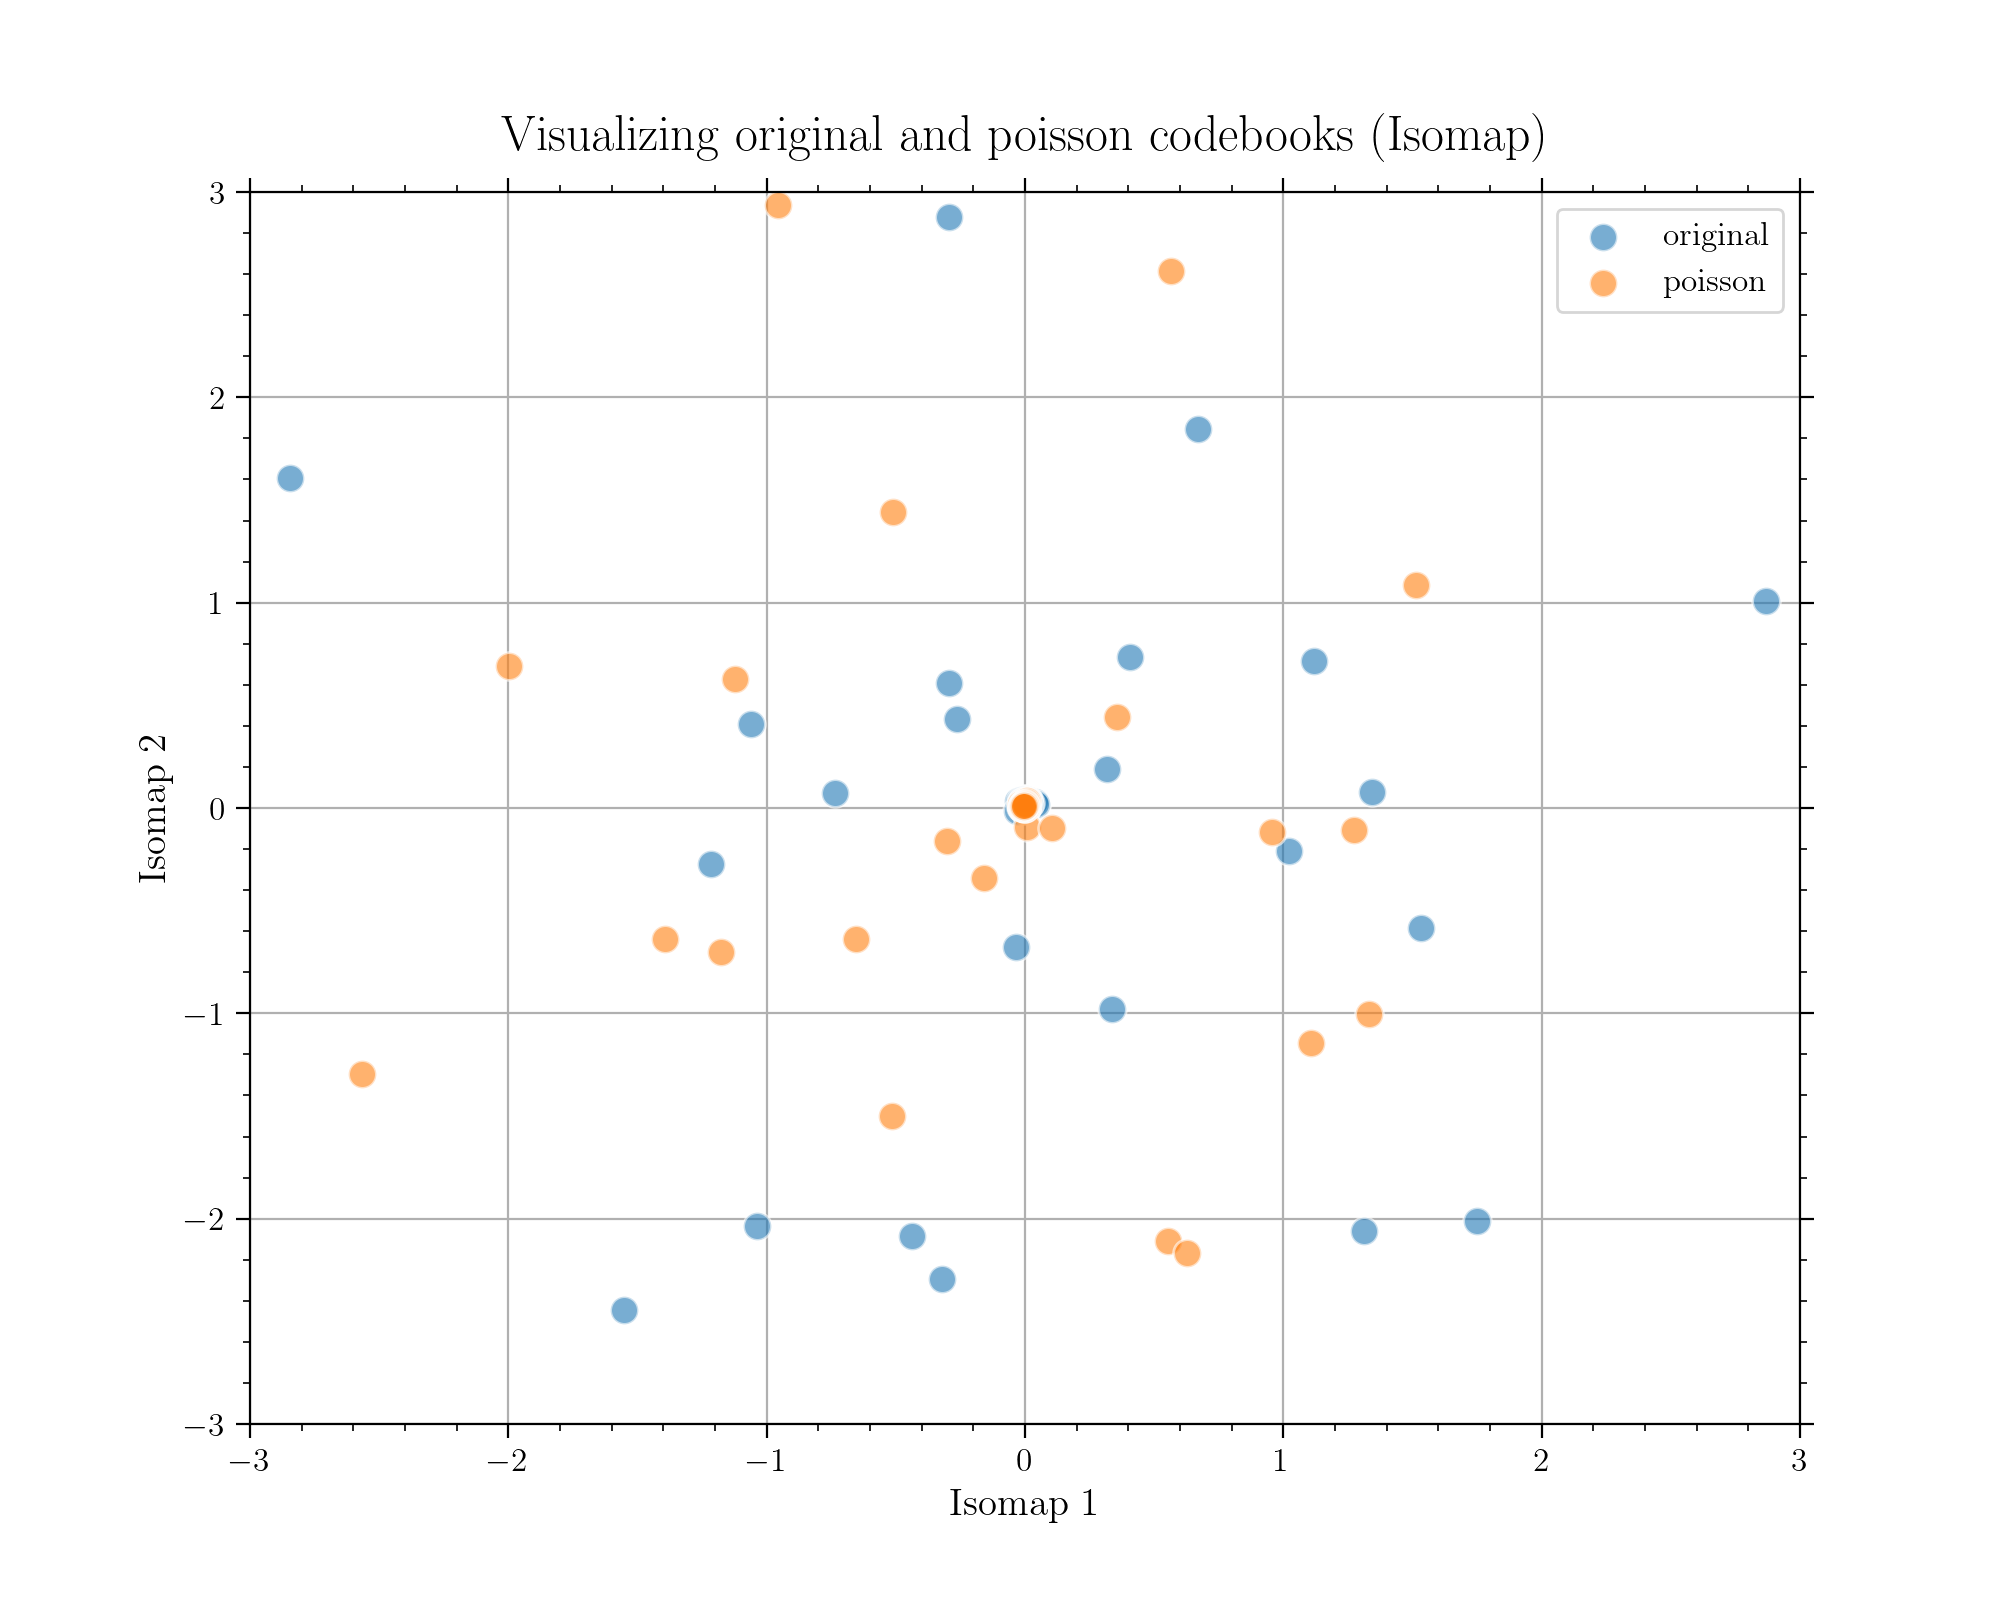 Visualizing original and poisson codebooks (Isomap)
original
poisson
3
2
1
0
−1
−2
−3
Isomap 2
−3 −2 −1 0 1 2 3
Isomap 1